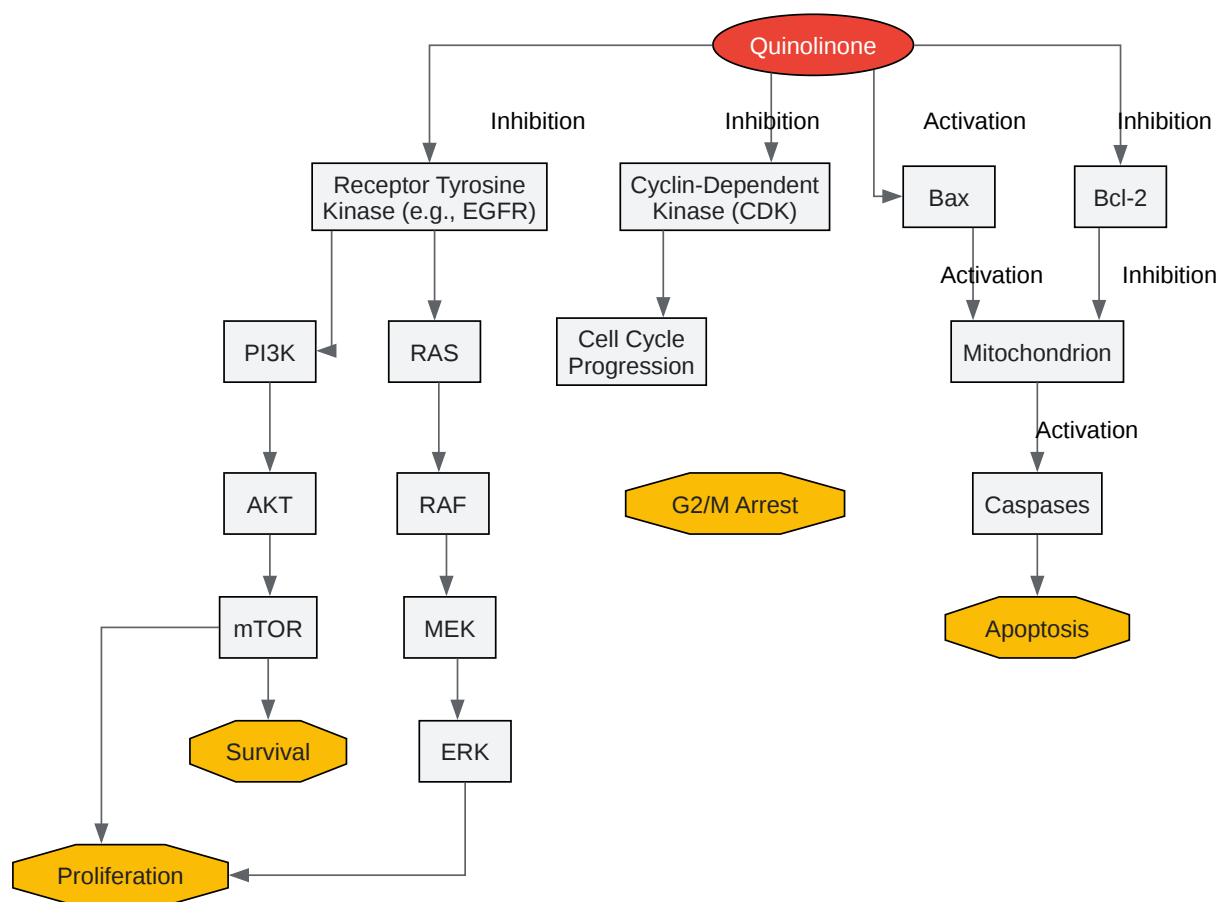 Quinolinone
Inhibition
Inhibition
Activation
Inhibition
Receptor Tyrosine
Kinase (e.g., EGFR)
Cyclin-Dependent
Kinase (CDK)
Bax
Bcl-2
Activation
Inhibition
PI3K
RAS
Cell Cycle
Progression
Mitochondrion
Activation
AKT
RAF
G2/M Arrest
Caspases
mTOR
MEK
Apoptosis
Survival
ERK
Proliferation